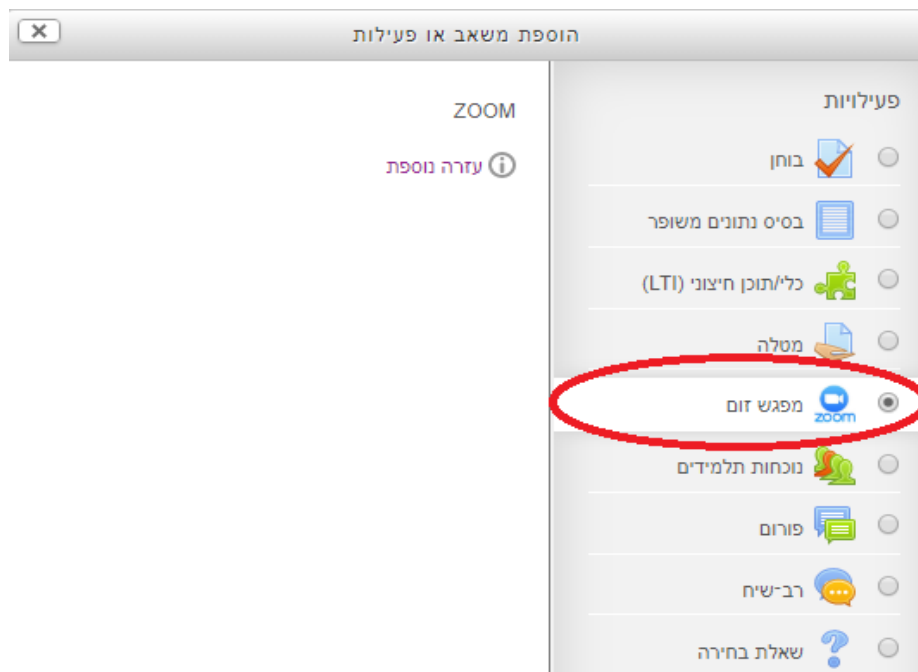 הוספת משאב או פעילות
פעילויות
בוחן
בסיס נתונים משופר
כלי/תוכן חיצוני (LTI)
מטלה
מפגש זום
zoom
נוכחות תלמידים
פורום
רב-שיח
שאלת בחירה
ZOOM
עזרה נוספת